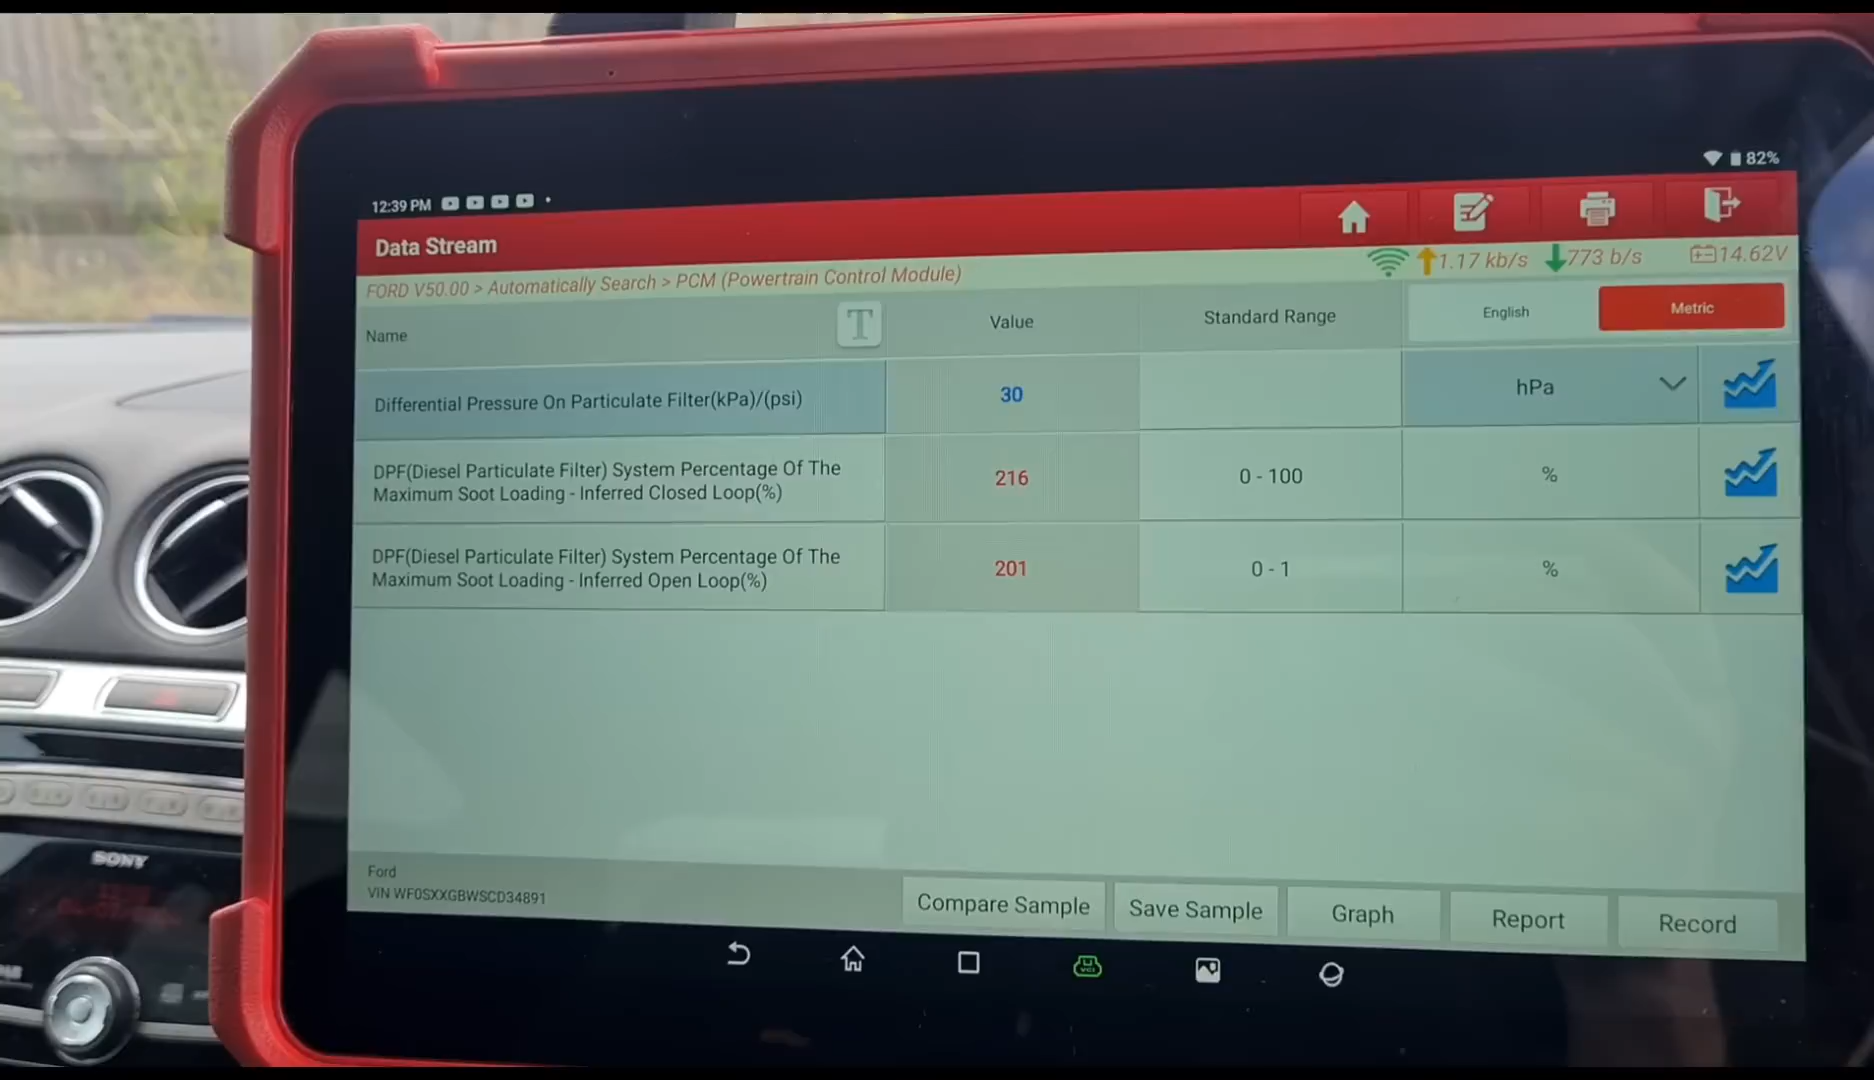 12:39 PM
82%
Data Stream
FORD V50.00 > Automatically Search > PCM (Powertrain Control Module)
1.17 kb/s 773 b/s 14.62V
Name T Value Standard Range English Metric
Differential Pressure On Particulate Filter(kPa)/(psi) 30 hPa
DPF(Diesel Particulate Filter) System Percentage Of The
Maximum Soot Loading - Inferred Closed Loop(%)
216 0 - 100 %
DPF(Diesel Particulate Filter) System Percentage Of The
Maximum Soot Loading - Inferred Open Loop(%)
201 0 - 1 %
Ford
VIN WF0SXXGBWSCD34891
Compare Sample Save Sample Graph Report Record
VCI
SONY